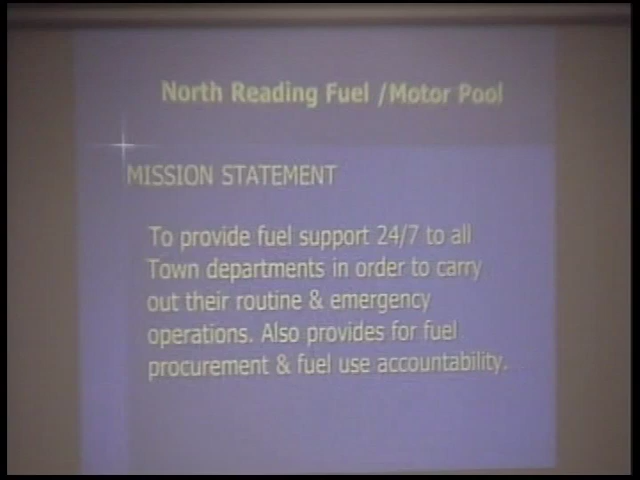 North Reading Fuel /Motor Pool
MISSION STATEMENT
To provide fuel support 24/7 to all
Town departments in order to carry
out their routine & emergency
operations. Also provides for fuel
procurement & fuel use accountability.